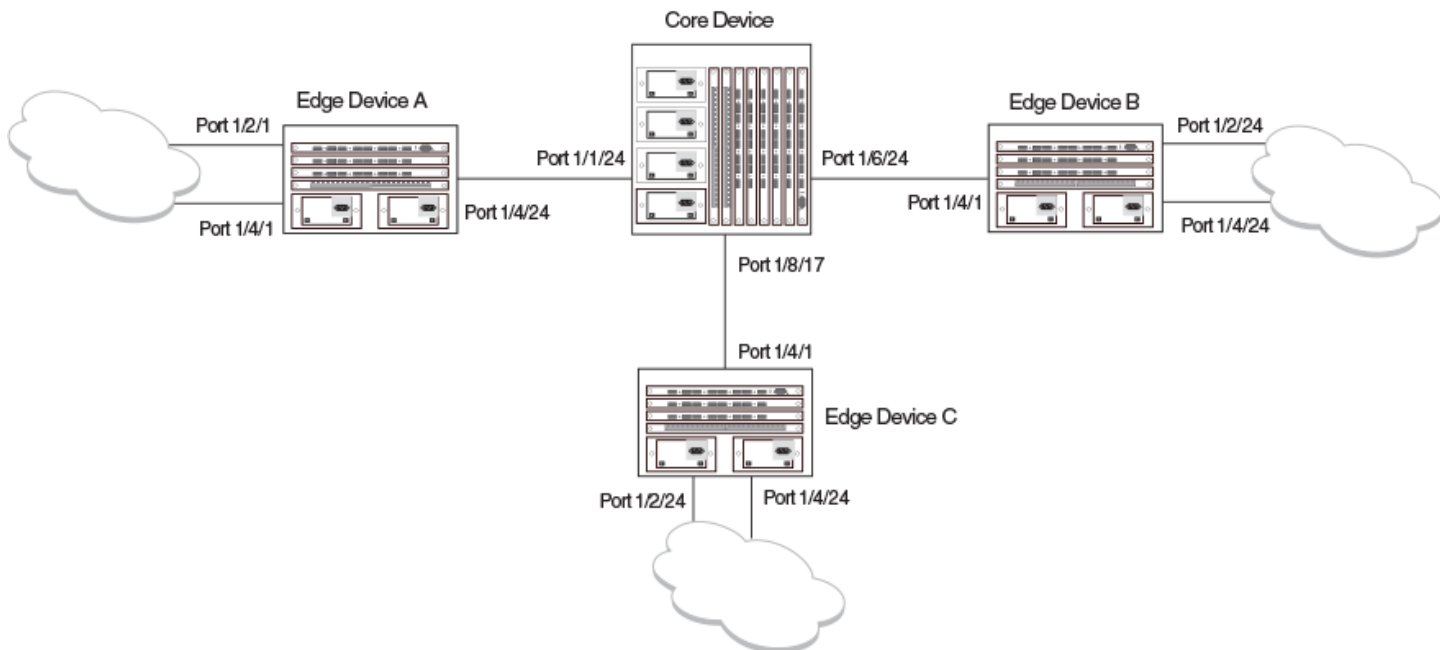 Core Device
Edge Device A
Edge Device B
Port 1/2/1
Port 1/2/24
Port 1/1/24
Port 1/6/24
Port 1/4/1
Port 1/4/24
Port 1/4/1
Port 1/4/24
Port 1/8/17
Port 1/4/1
Edge Device C
Port 1/2/24
Port 1/4/24